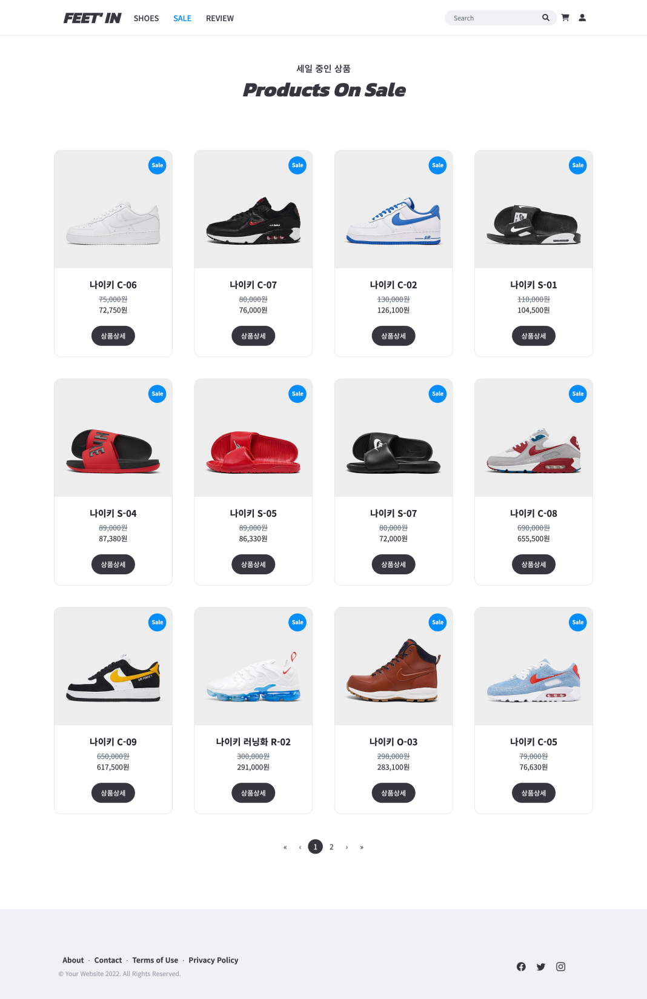 FEET' IN SHOES SALE REVIEW Search
세일 중인 상품
Products On Sale
Sale Sale Sale Sale
나이키 C-06 나이키 C-07 나이키 C-02 나이키 S-01
75,000원 80,000원 130,000원 110,000원
72,750원 76,000원 126,100원 104,500원
상품상세 상품상세 상품상세 상품상세
Sale Sale Sale Sale
나이키 S-04 나이키 S-05 나이키 S-07 나이키 C-08
89,000원 89,000원 80,000원 690,000원
87,380원 86,330원 72,000원 655,500원
상품상세 상품상세 상품상세 상품상세
Sale Sale Sale Sale
나이키 C-09 나이키 러닝화 R-02 나이키 O-03 나이키 C-05
650,000원 300,000원 298,000원 79,000원
617,500원 291,000원 283,100원 76,630원
상품상세 상품상세 상품상세 상품상세
« ‹ 1 2 › »
About · Contact · Terms of Use · Privacy Policy
© Your Website 2022. All Rights Reserved.